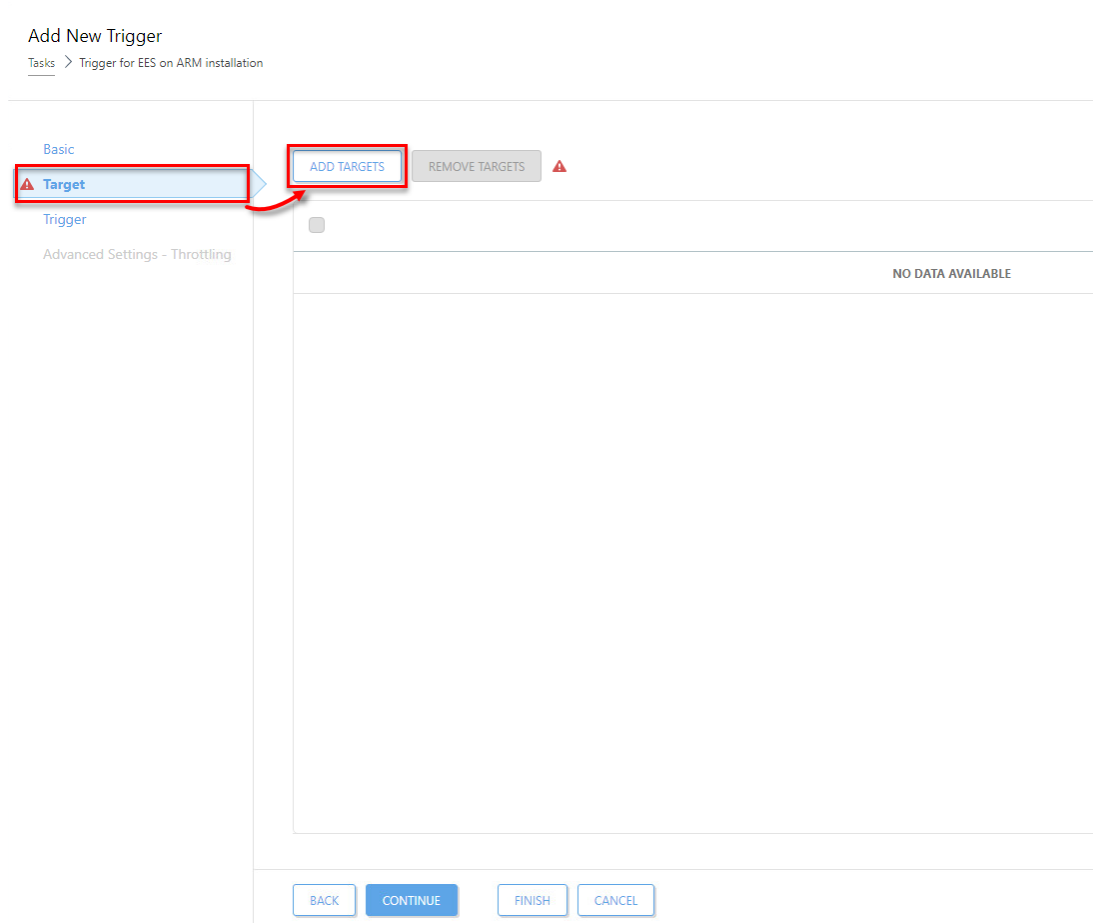 Add New Trigger
Tasks > Trigger for EES on ARM installation
Basic
Target
Trigger
Advanced Settings - Throttling
ADD TARGETS REMOVE TARGETS
NO DATA AVAILABLE
BACK CONTINUE FINISH CANCEL